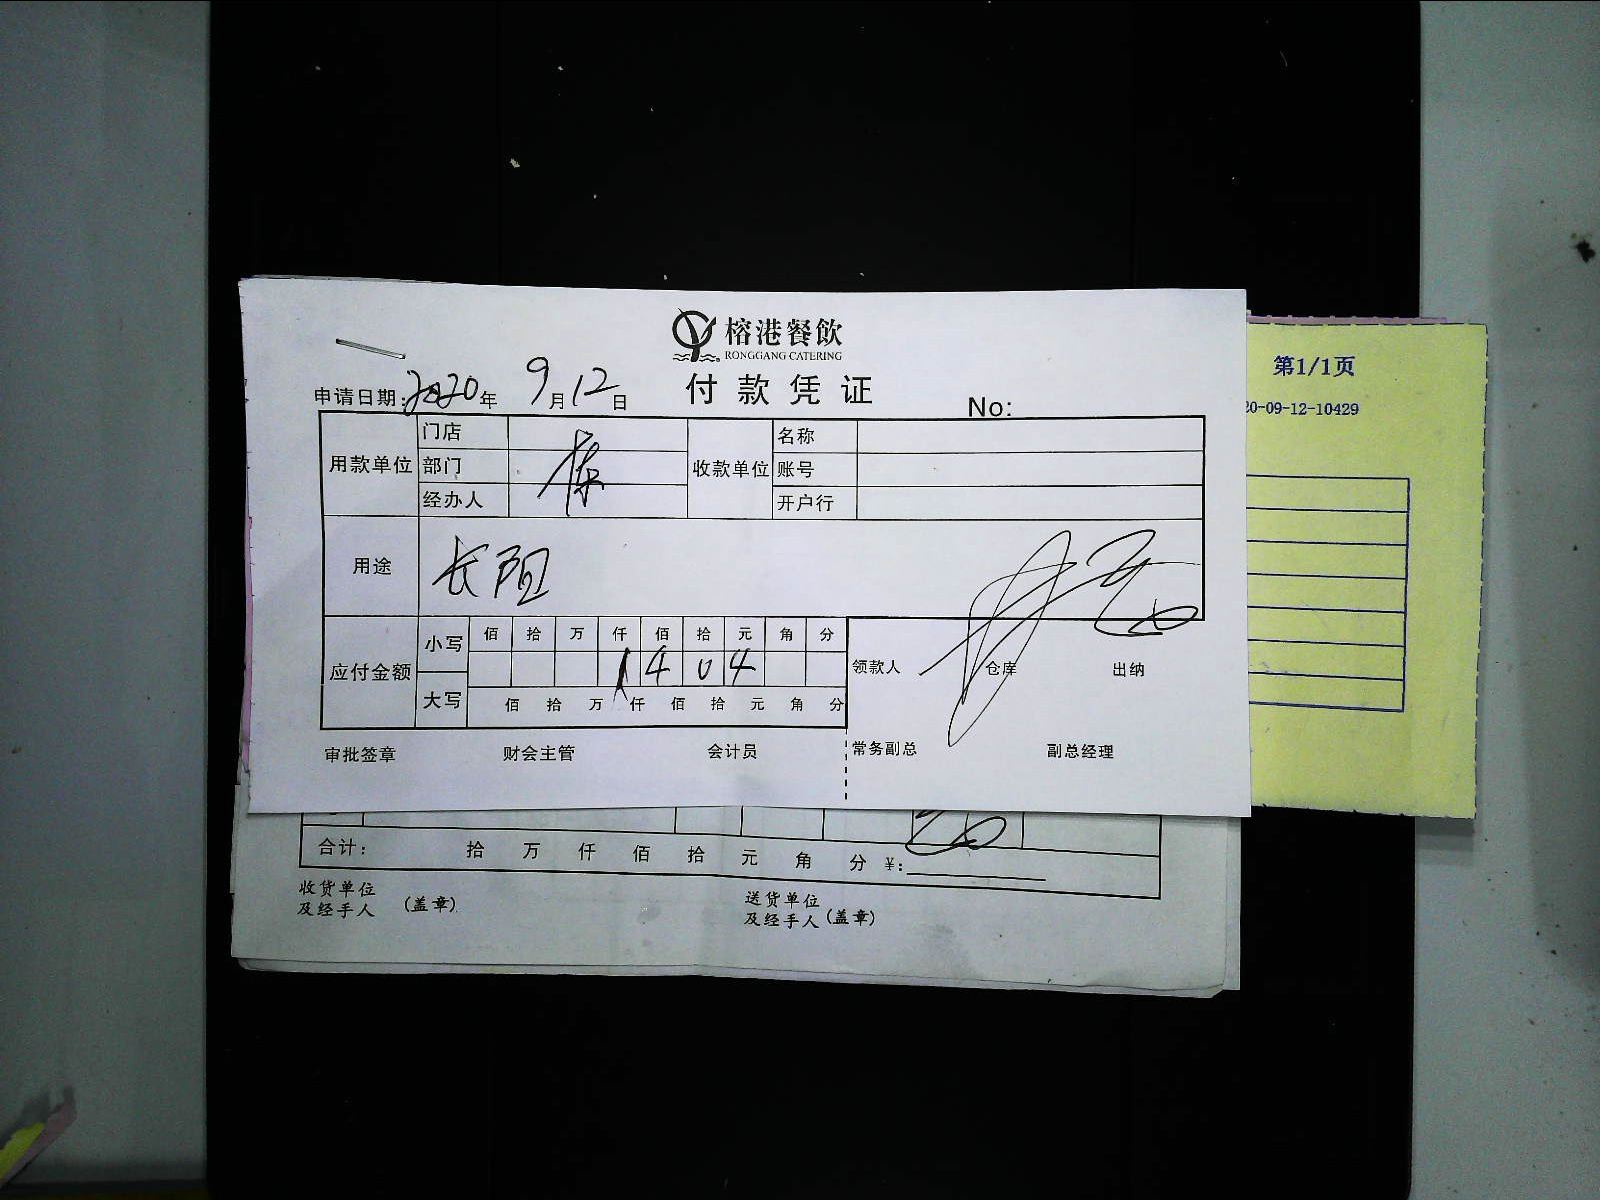 榕港餐飲
RONGGANG CATERING
付款凭证
申请日期：2020年 9月12日
No:
用款单位 门店 收款单位 名称
部门 账号
经办人 开户行
用途 长阳
应付金额 小写 佰 拾 万 仟 佰 拾 元 角 分
1 4 0 4
大写 佰 拾 万 仟 佰 拾 元 角 分
领款人 仓库 出纳
审批签章 财会主管 会计员 常务副总 副总经理
第1/1页
20-09-12-10429
合计： 拾 万 仟 佰 拾 元 角 分 ¥：
收货单位
及经手人 (盖章)
送货单位
及经手人 (盖章)